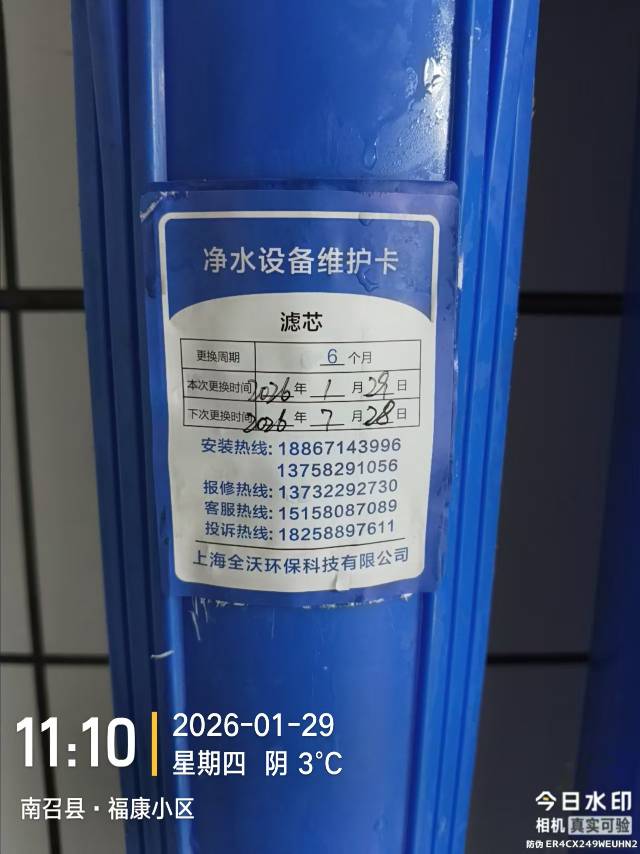 净水设备维护卡
滤芯
更换周期 6 个月
本次更换时间 2026 年 1 月 29 日
下次更换时间 2026 年 7 月 28 日
安装热线: 18867143996
13758291056
报修热线: 13732292730
客服热线: 15158087089
投诉热线: 18258897611
上海全沃环保科技有限公司
11:10
2026-01-29
星期四 阴 3°C
南召县·福康小区
今日水印
相机 真实可验
防伪 ER4CX249WEUHN2